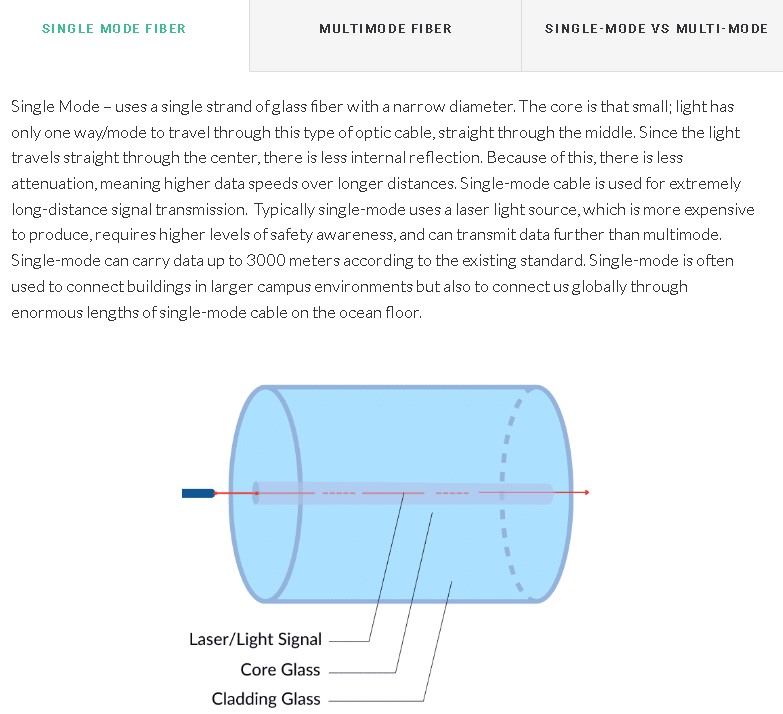 SINGLE MODE FIBER
MULTIMODE FIBER
SINGLE-MODE VS MULTI-MODE
Single Mode – uses a single strand of glass fiber with a narrow diameter. The core is that small; light has
only one way/mode to travel through this type of optic cable, straight through the middle. Since the light
travels straight through the center, there is less internal reflection. Because of this, there is less
attenuation, meaning higher data speeds over longer distances. Single-mode cable is used for extremely
long-distance signal transmission. Typically single-mode uses a laser light source, which is more expensive
to produce, requires higher levels of safety awareness, and can transmit data further than multimode.
Single-mode can carry data up to 3000 meters according to the existing standard. Single-mode is often
used to connect buildings in larger campus environments but also to connect us globally through
enormous lengths of single-mode cable on the ocean floor.
Laser/Light Signal
Core Glass
Cladding Glass